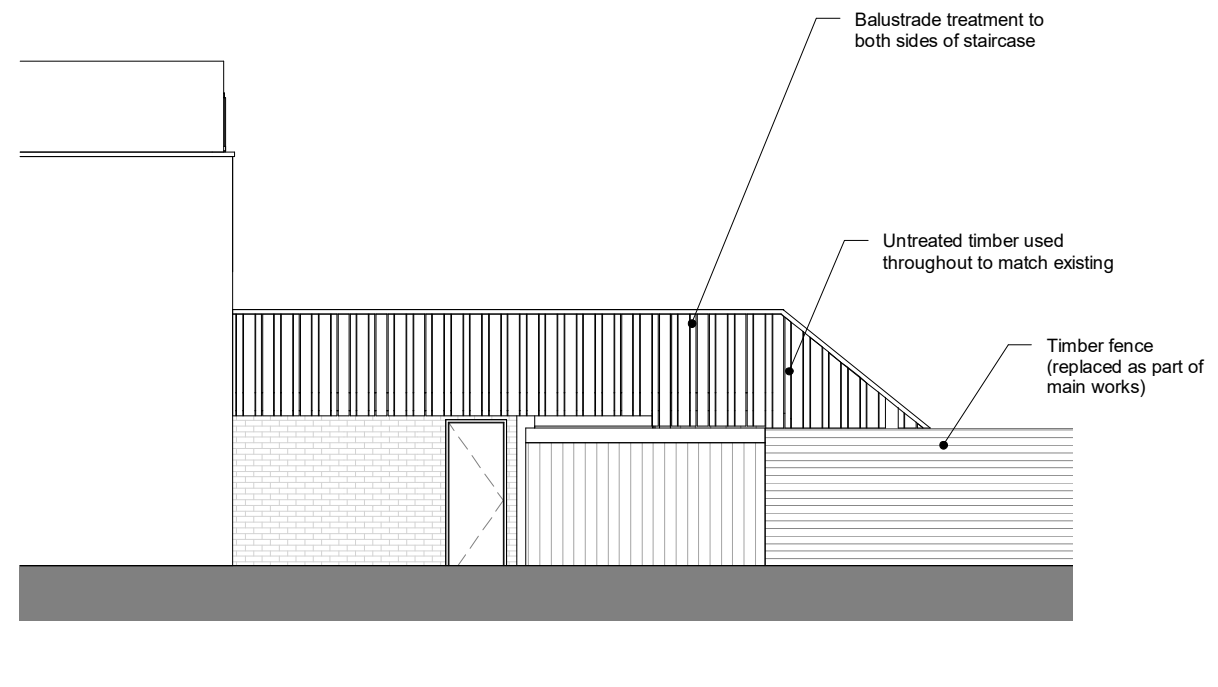 Balustrade treatment to
both sides of staircase
Untreated timber used
throughout to match existing
Timber fence
(replaced as part of
main works)